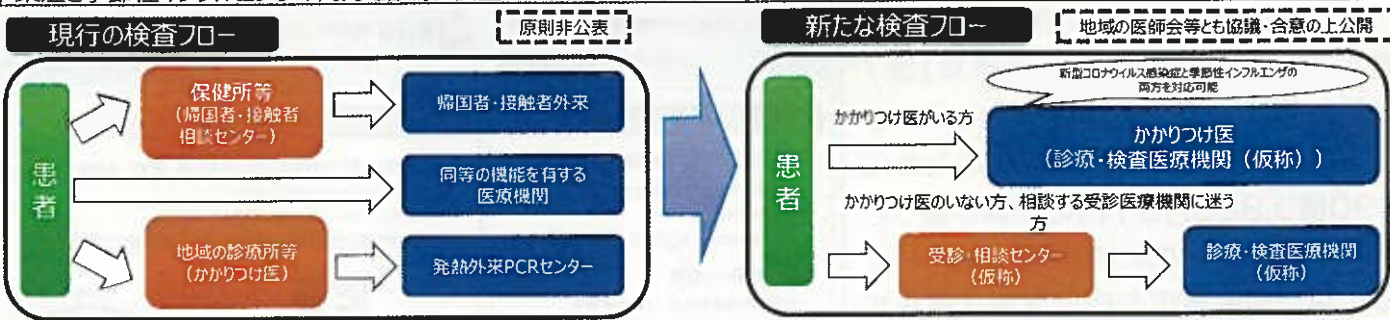 現行の検査フロー
原則非公表
患者
保健所等
(帰国者・接触者
相談センター)
帰国者・接触者外来
同等の機能を有する
医療機関
地域の診療所等
(かかりつけ医)
発熱外来PCRセンター
新たな検査フロー
地域の医師会等とも協議・合意の上公開
新型コロナウイルス感染症と季節性インフルエンザの
両方を対応可能
患者
かかりつけ医がいる方
かかりつけ医
(診療・検査医療機関(仮称))
かかりつけ医のいない方、相談する受診医療機関に迷う
方
受診・相談センター
(仮称)
診療・検査医療機関
(仮称)